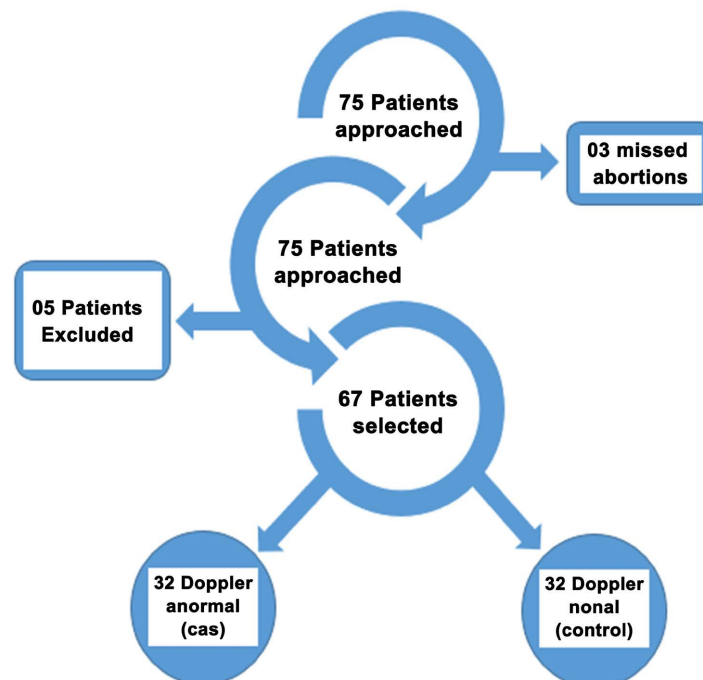 75 Patients
approached
03 missed
abortions
75 Patients
approached
05 Patients
Excluded
67 Patients
selected
32 Doppler
anormal
(cas)
32 Doppler
nonal
(control)